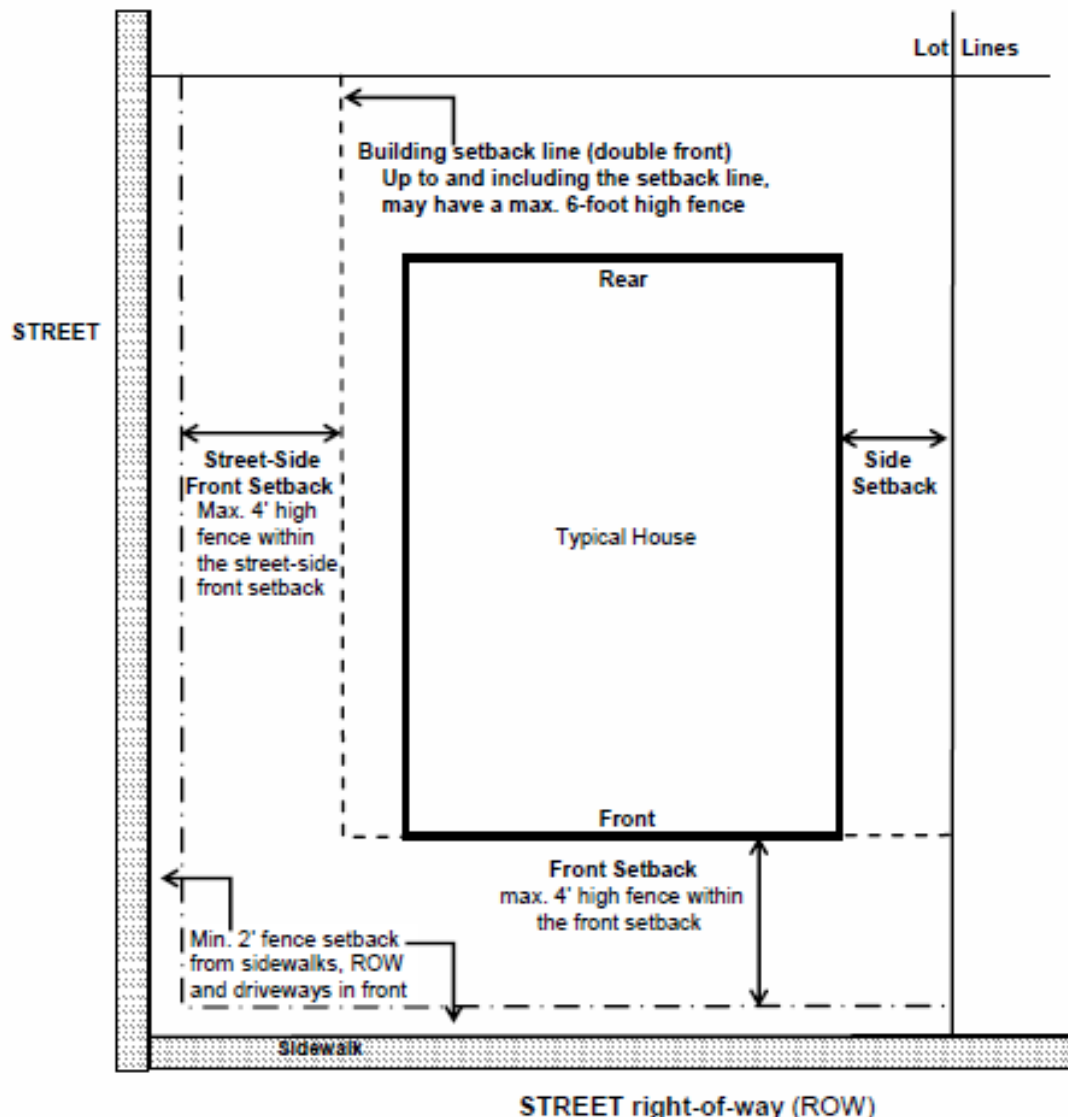 Lot Lines
Building setback line (double front)
Up to and including the setback line,
may have a max. 6-foot high fence
Rear
STREET
Street-Side
Front Setback
Max. 4' high
fence within
the street-side
front setback
Side
Setback
Typical House
Front
Front Setback
max. 4' high fence within
the front setback
Min. 2' fence setback
from sidewalks, ROW
and driveways in front
Sidewalk
STREET right-of-way (ROW)